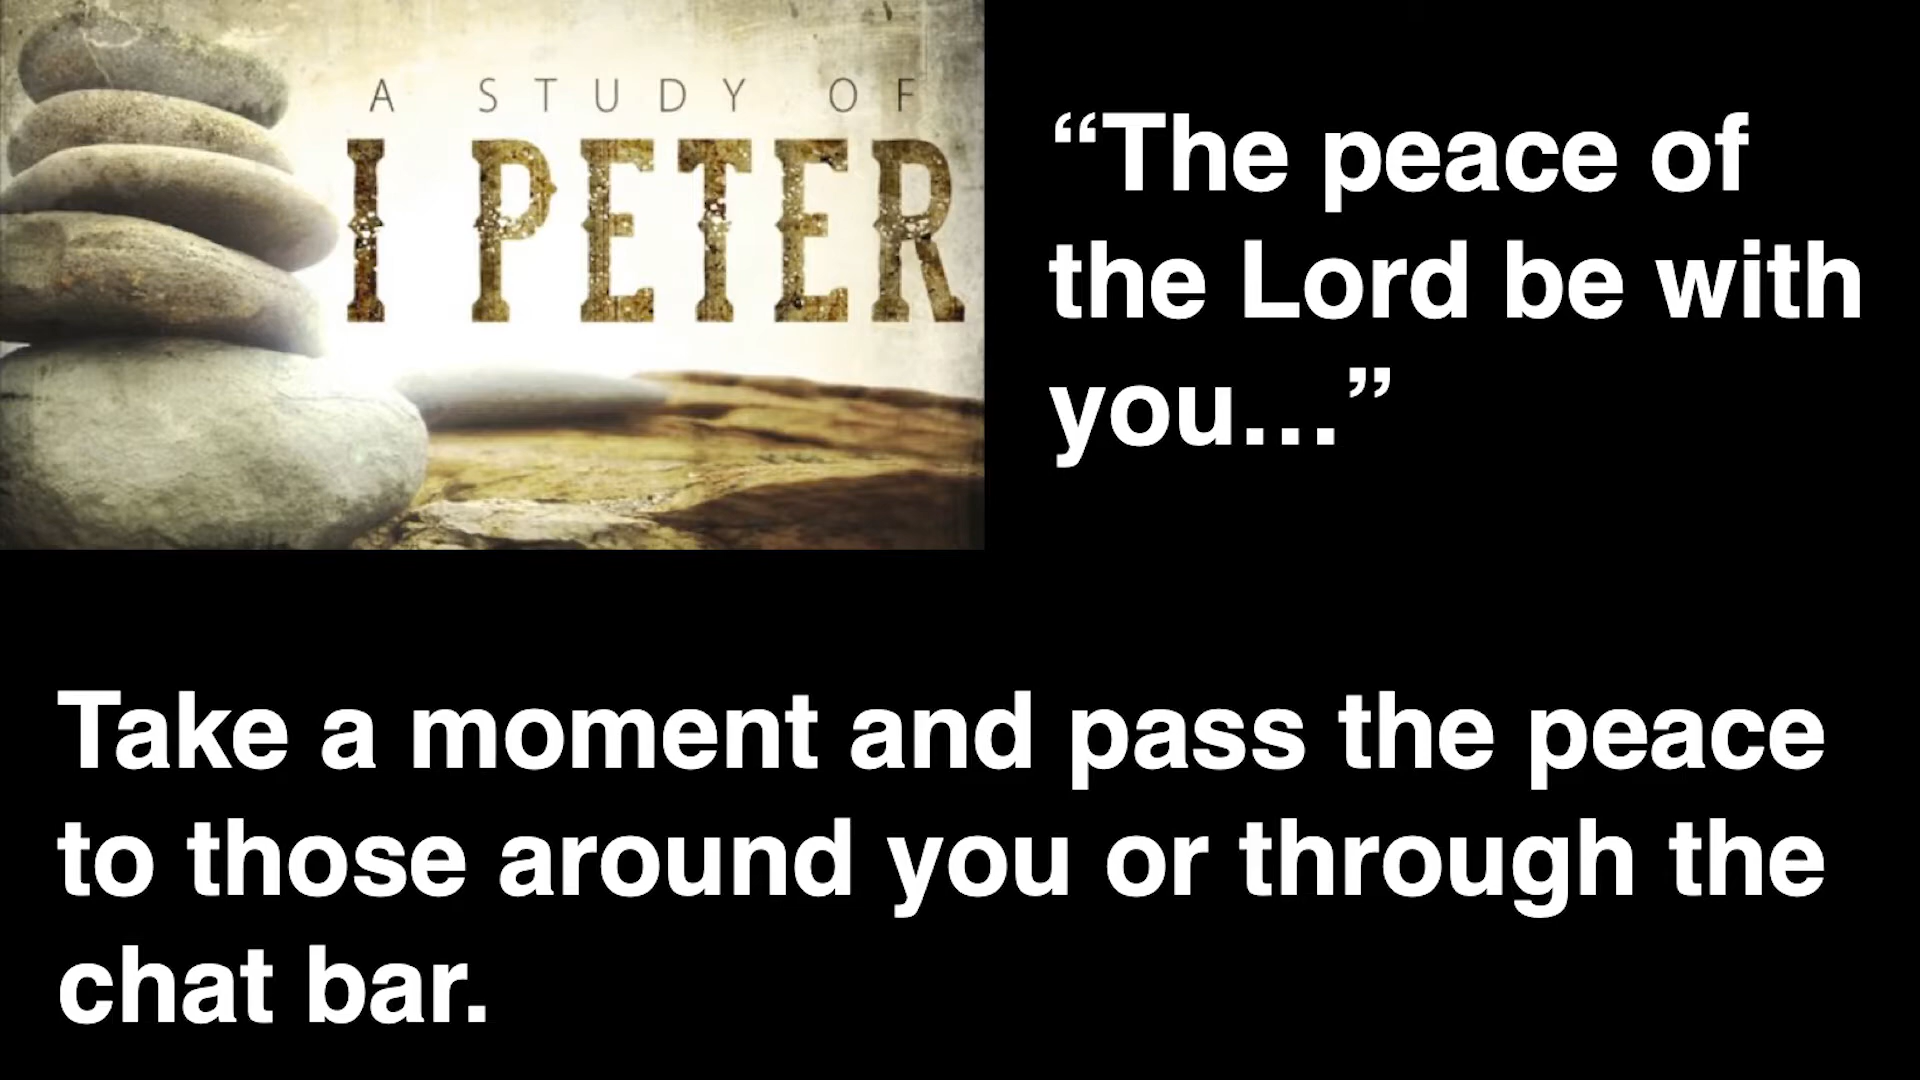 A STUDY OF
I PETER
“The peace of
the Lord be with
you…”
Take a moment and pass the peace
to those around you or through the
chat bar.